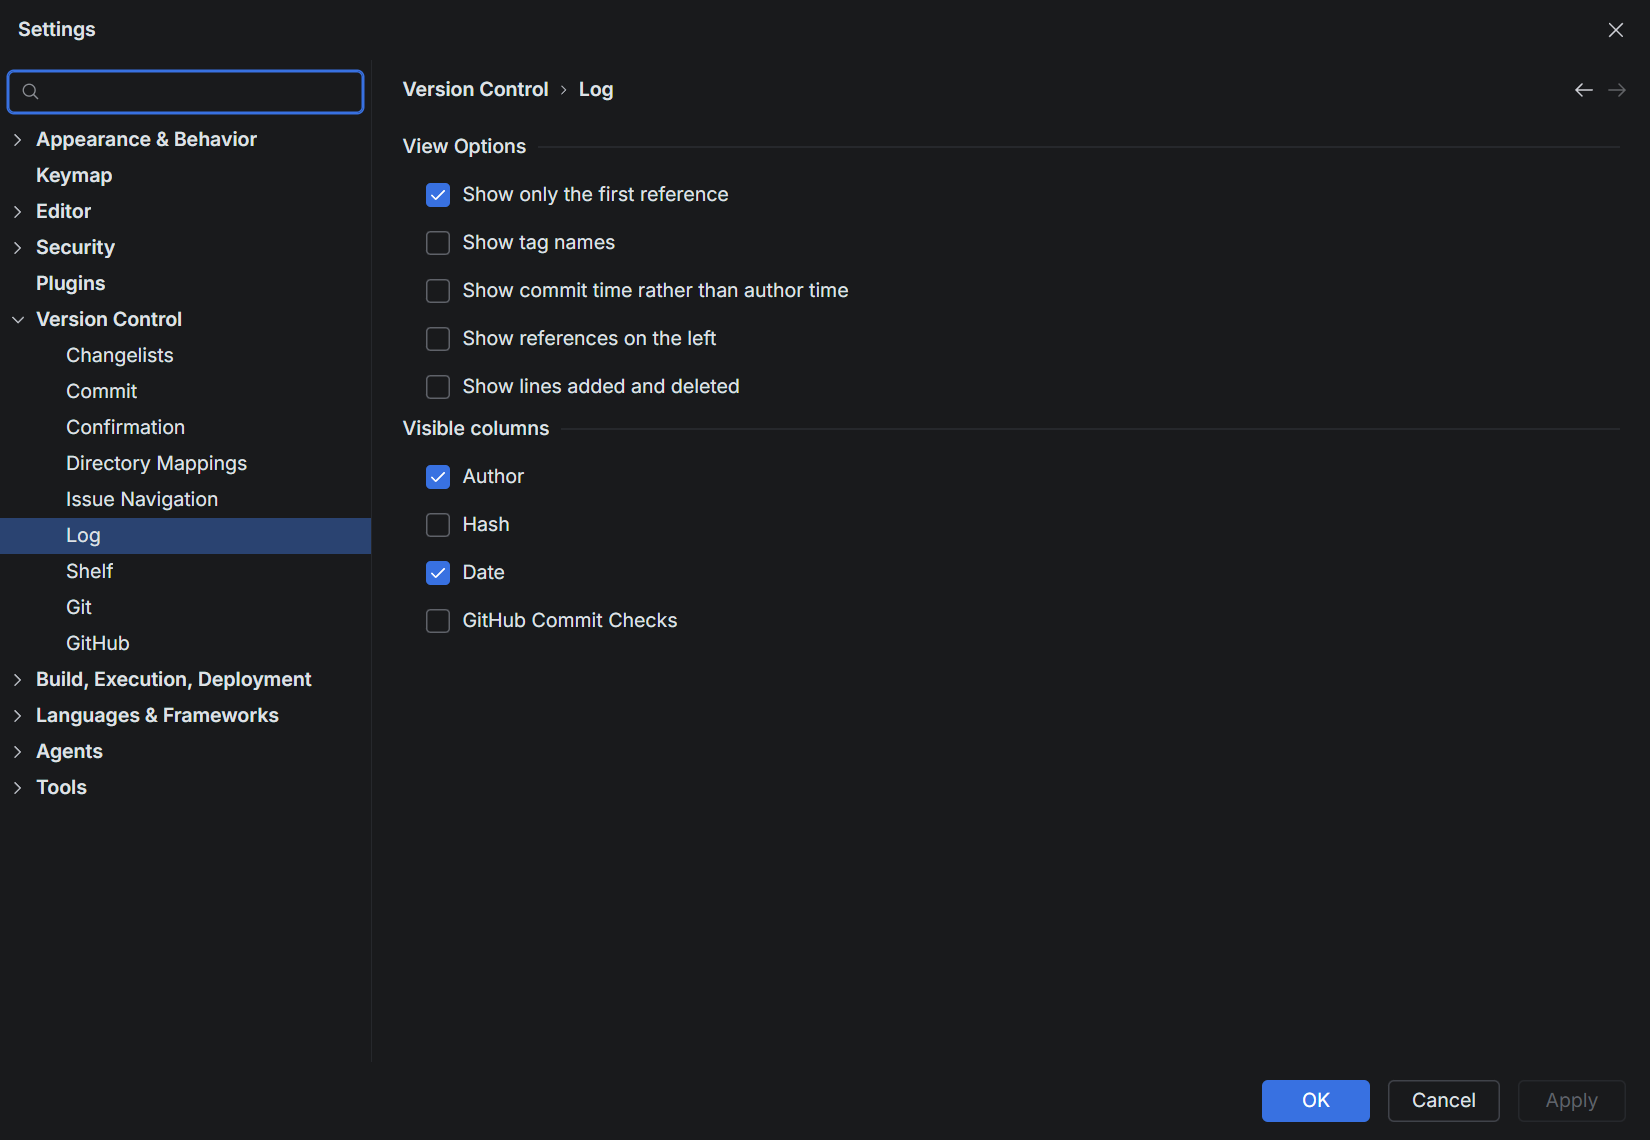 Settings
Appearance & Behavior
Keymap
Editor
Security
Plugins
Version Control
Changelists
Commit
Confirmation
Directory Mappings
Issue Navigation
Log
Shelf
Git
GitHub
Build, Execution, Deployment
Languages & Frameworks
Agents
Tools
Version Control › Log
View Options
Show only the first reference
Show tag names
Show commit time rather than author time
Show references on the left
Show lines added and deleted
Visible columns
Author
Hash
Date
GitHub Commit Checks
OK
Cancel
Apply